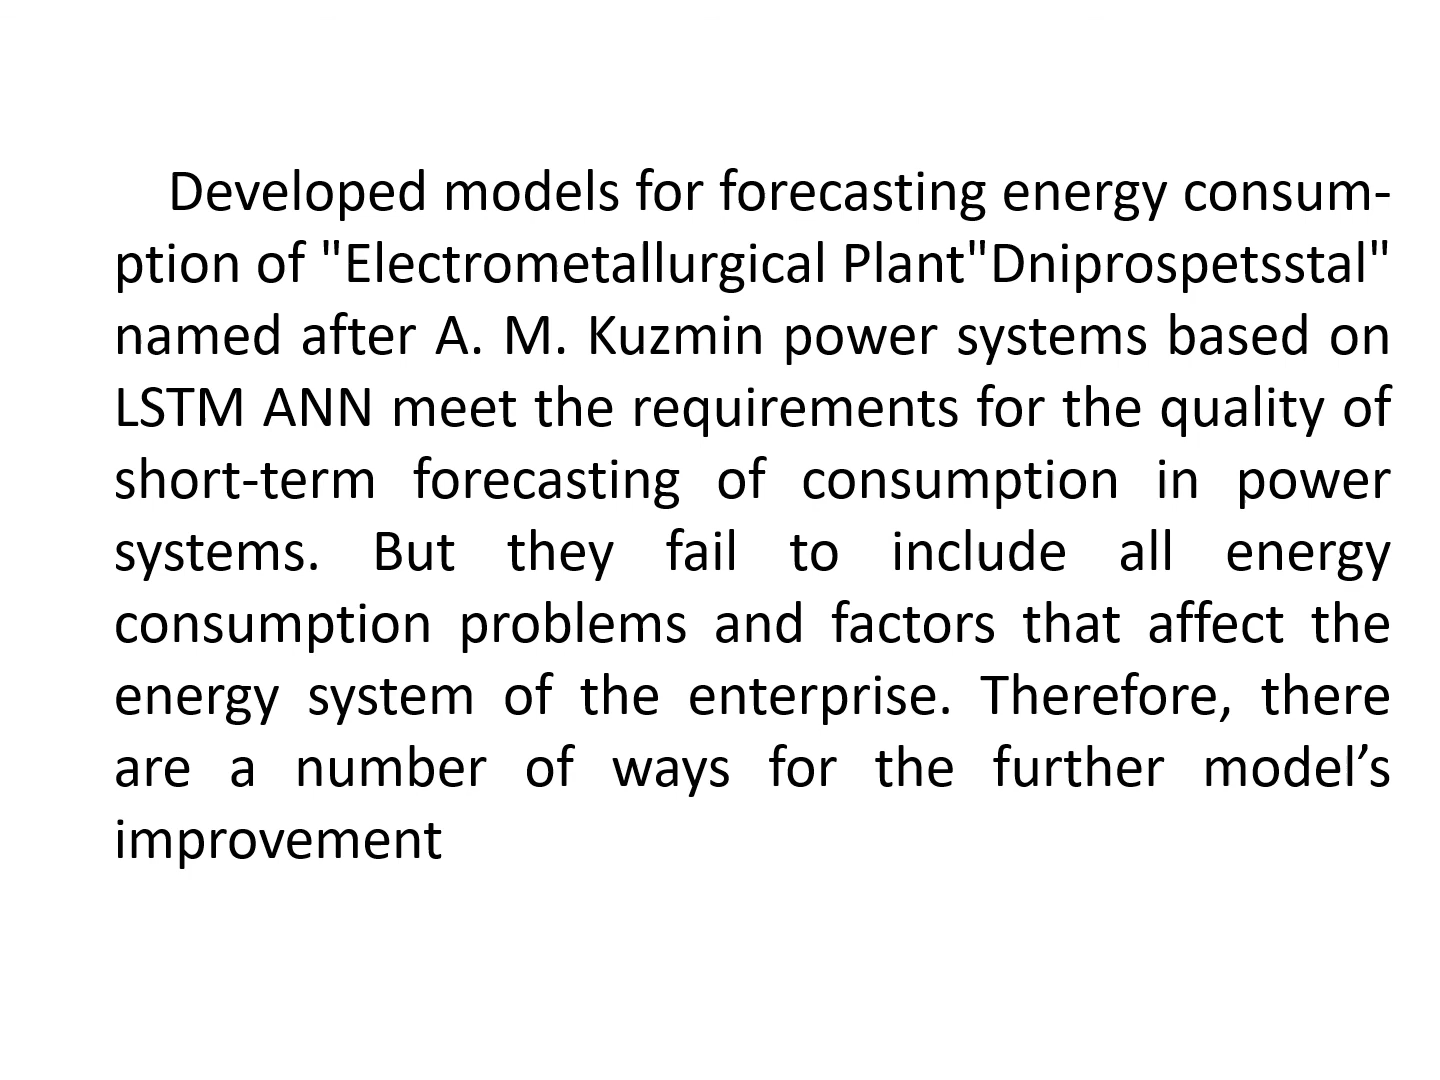 Developed models for forecasting energy consum-
ption of "Electrometallurgical Plant"Dniprospetsstal"
named after A. M. Kuzmin power systems based on
LSTM ANN meet the requirements for the quality of
short-term forecasting of consumption in power
systems. But they fail to include all energy
consumption problems and factors that affect the
energy system of the enterprise. Therefore, there
are a number of ways for the further model’s
improvement